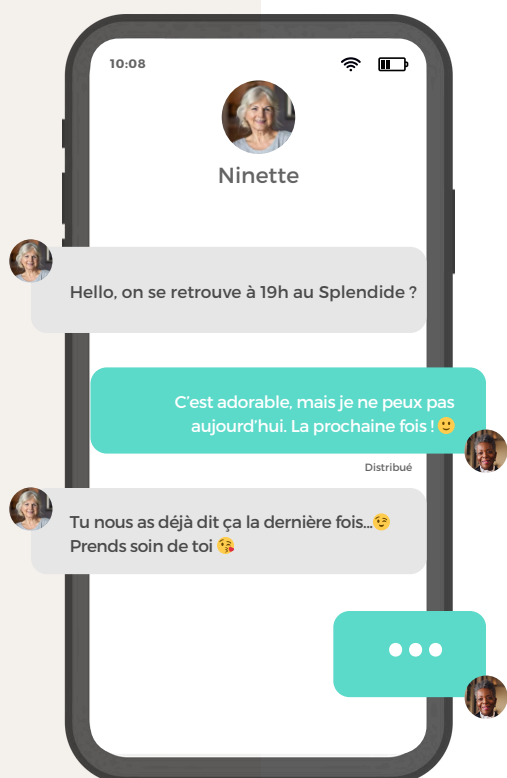 10:08
Ninette
Hello, on se retrouve à 19h au Splendide ?
C'est adorable, mais je ne peux pas
aujourd'hui. La prochaine fois ! 🙂
Distribué
Tu nous as déjà dit ça la dernière fois...😉
Prends soin de toi 😘